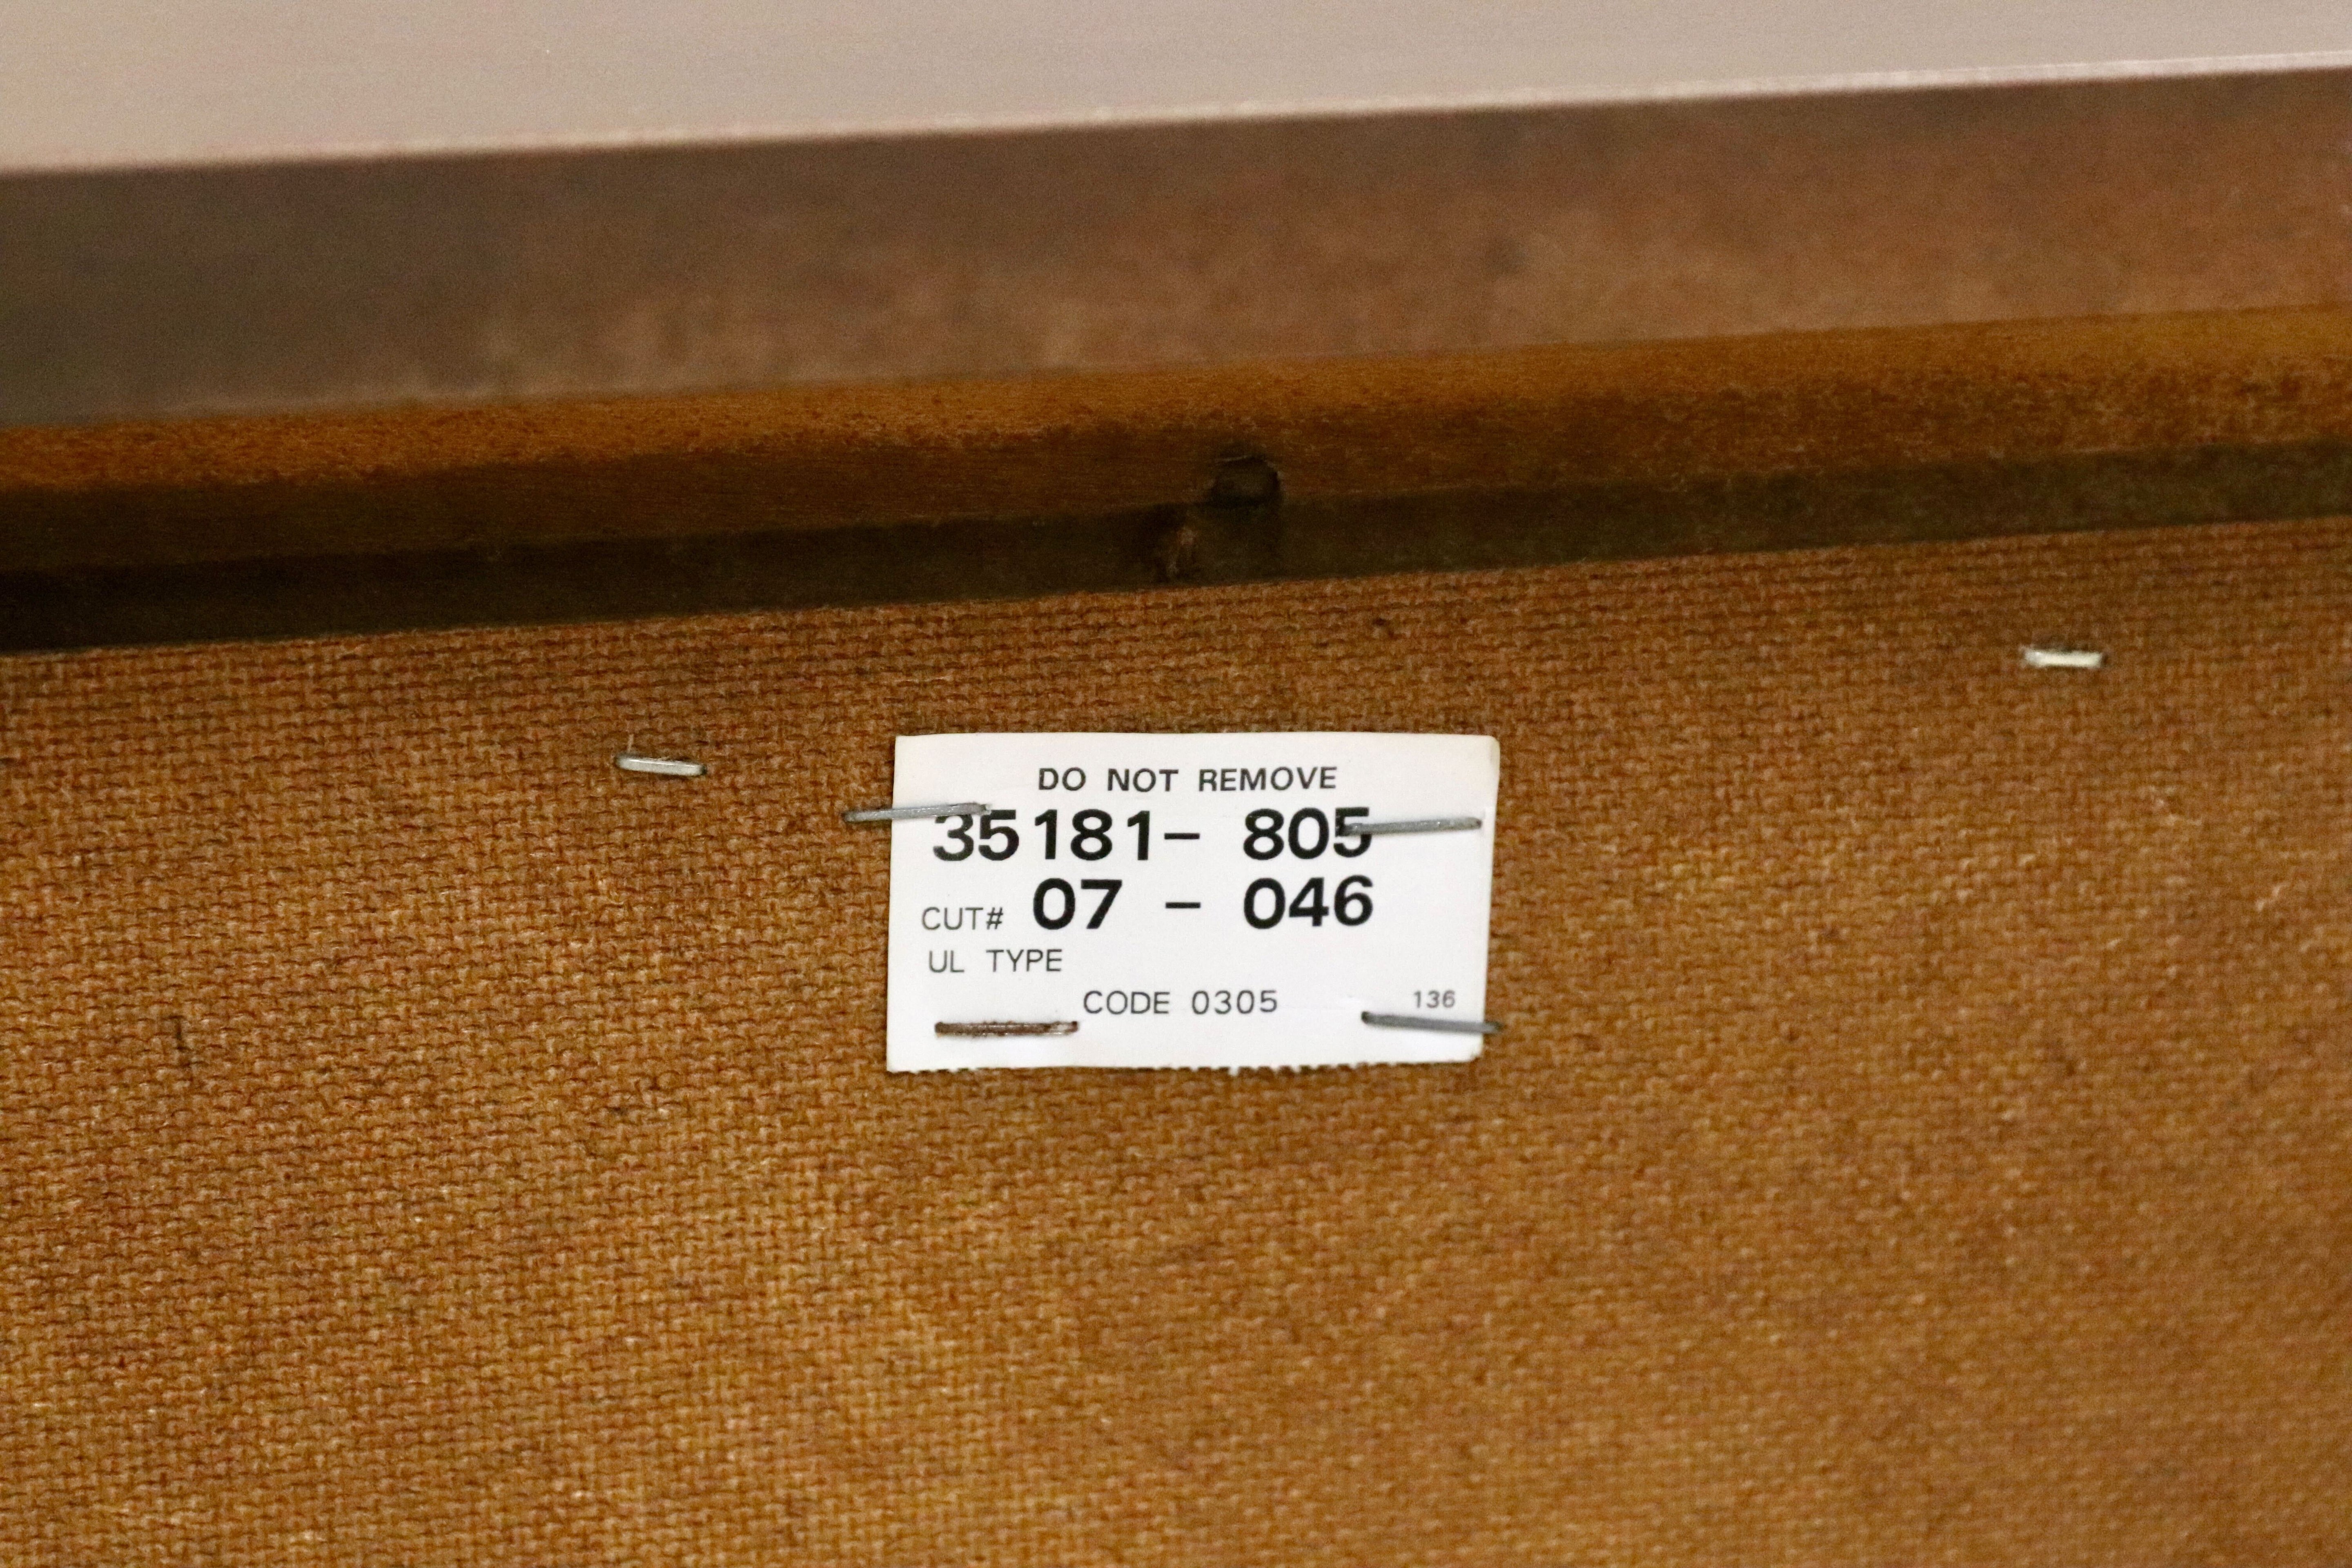 DO NOT REMOVE
35181- 805
CUT# 07 - 046
UL TYPE
CODE 0305 136